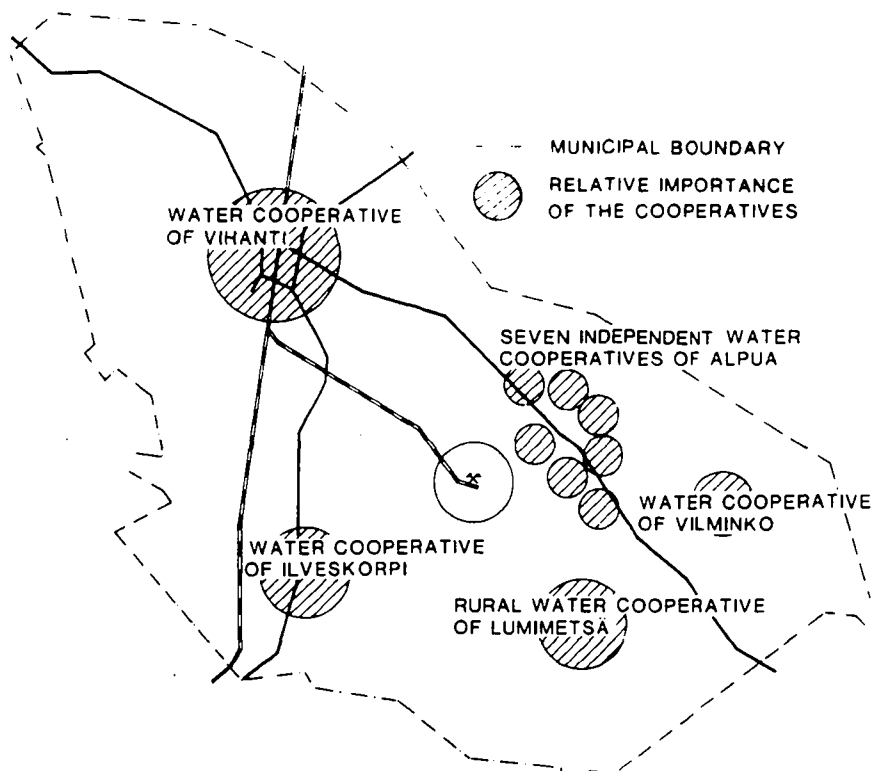 MUNICIPAL BOUNDARY
RELATIVE IMPORTANCE
OF THE COOPERATIVES
WATER COOPERATIVE
OF VIHANTI
SEVEN INDEPENDENT WATER
COOPERATIVES OF ALPUA
WATER COOPERATIVE
OF VILMINKO
WATER COOPERATIVE
OF ILVESKORPI
RURAL WATER COOPERATIVE
OF LUMIMETSÄ